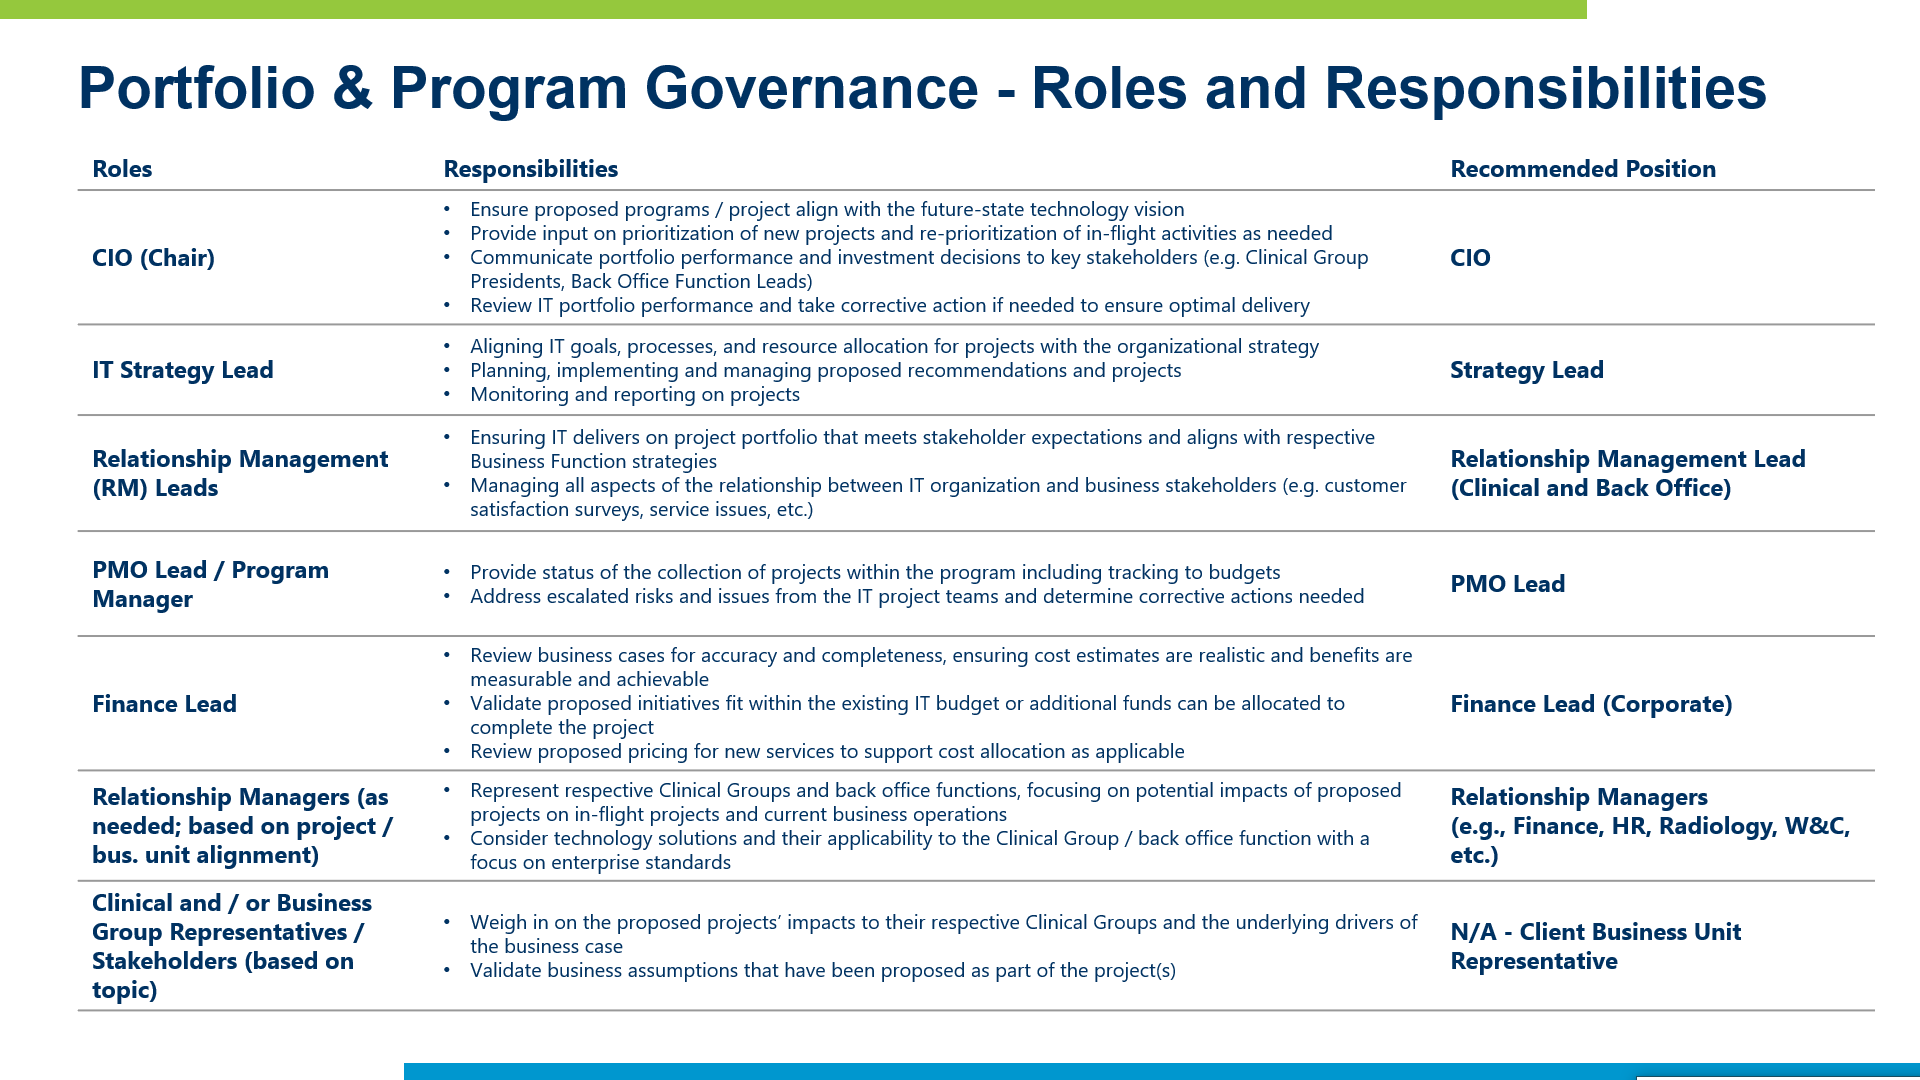 Portfolio & Program Governance - Roles and Responsibilities
Roles
Responsibilities
Recommended Position
CIO (Chair)
• Ensure proposed programs / project align with the future-state technology vision
• Provide input on prioritization of new projects and re-prioritization of in-flight activities as needed
• Communicate portfolio performance and investment decisions to key stakeholders (e.g. Clinical Group
Presidents, Back Office Function Leads)
• Review IT portfolio performance and take corrective action if needed to ensure optimal delivery
CIO
IT Strategy Lead
• Aligning IT goals, processes, and resource allocation for projects with the organizational strategy
• Planning, implementing and managing proposed recommendations and projects
• Monitoring and reporting on projects
Strategy Lead
Relationship Management
(RM) Leads
• Ensuring IT delivers on project portfolio that meets stakeholder expectations and aligns with respective
Business Function strategies
• Managing all aspects of the relationship between IT organization and business stakeholders (e.g. customer
satisfaction surveys, service issues, etc.)
Relationship Management Lead
(Clinical and Back Office)
PMO Lead / Program
Manager
• Provide status of the collection of projects within the program including tracking to budgets
• Address escalated risks and issues from the IT project teams and determine corrective actions needed
PMO Lead
Finance Lead
• Review business cases for accuracy and completeness, ensuring cost estimates are realistic and benefits are
measurable and achievable
• Validate proposed initiatives fit within the existing IT budget or additional funds can be allocated to
complete the project
• Review proposed pricing for new services to support cost allocation as applicable
Finance Lead (Corporate)
Relationship Managers (as
needed; based on project /
bus. unit alignment)
• Represent respective Clinical Groups and back office functions, focusing on potential impacts of proposed
projects on in-flight projects and current business operations
• Consider technology solutions and their applicability to the Clinical Group / back office function with a
focus on enterprise standards
Relationship Managers
(e.g., Finance, HR, Radiology, W&C,
etc.)
Clinical and / or Business
Group Representatives /
Stakeholders (based on
topic)
• Weigh in on the proposed projects’ impacts to their respective Clinical Groups and the underlying drivers of
the business case
• Validate business assumptions that have been proposed as part of the project(s)
N/A - Client Business Unit
Representative